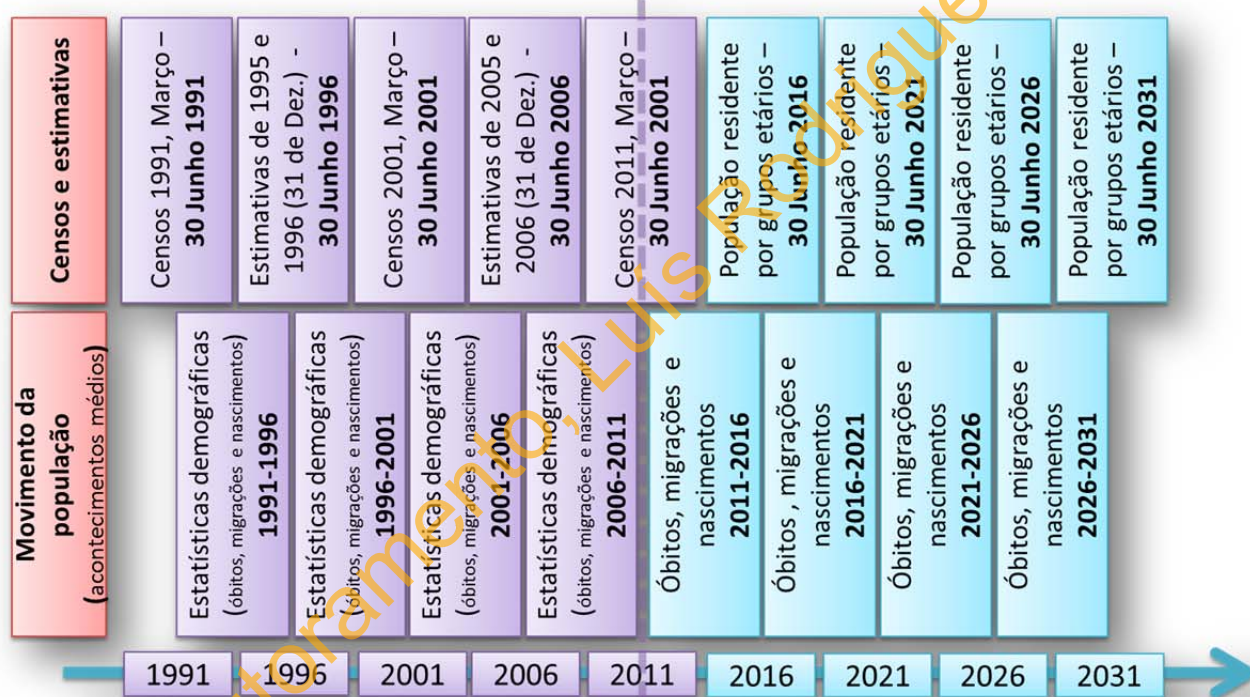 Censos e estimativas
Censos 1991, Março –
30 Junho 1991
Estimativas de 1995 e
1996 (31 de Dez.) -
30 Junho 1996
Censos 2001, Março –
30 Junho 2001
Estimativas de 2005 e
2006 (31 de Dez.) -
30 Junho 2006
Censos 2011, Março –
30 Junho 2001
População residente
por grupos etários –
30 Junho 2016
População residente
por grupos etários –
30 Junho 2021
População residente
por grupos etários –
30 Junho 2026
População residente
por grupos etários –
30 Junho 2031
Movimento da
população
(acontecimentos médios)
Estatísticas demográficas
(óbitos, migrações e nascimentos)
1991-1996
Estatísticas demográficas
(óbitos, migrações e nascimentos)
1996-2001
Estatísticas demográficas
(óbitos, migrações e nascimentos)
2001-2006
Estatísticas demográficas
(óbitos, migrações e nascimentos)
2006-2011
Óbitos, migrações e
nascimentos
2011-2016
Óbitos , migrações e
nascimentos
2016-2021
Óbitos, migrações e
nascimentos
2021-2026
Óbitos, migrações e
nascimentos
2026-2031
1991
1996
2001
2006
2011
2016
2021
2026
2031
itoramento, Luis Rodrigue